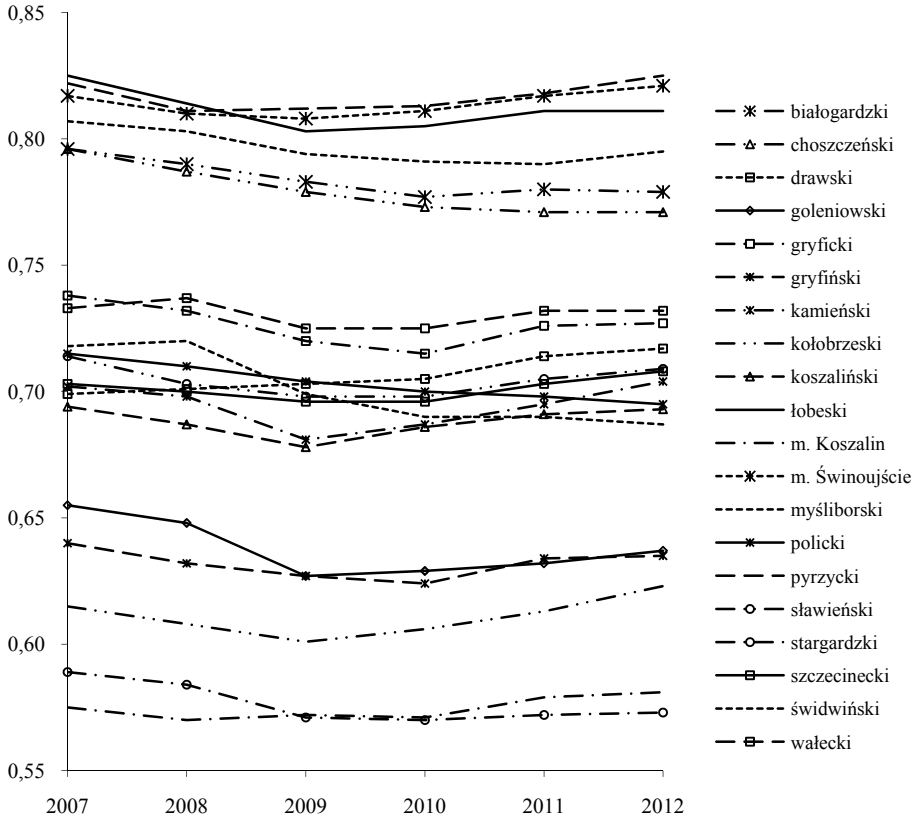 0,85
0,80
0,75
0,70
0,65
0,60
0,55
2007 2008 2009 2010 2011 2012
białogardzki
choszczeński
drawski
goleniowski
gryficki
gryfiński
kamieński
kołobrzeski
koszaliński
łobeski
m. Koszalin
m. Świnoujście
myśliborski
policki
pyrzycki
sławieński
stargardzki
szczecinecki
świdwiński
wałecki